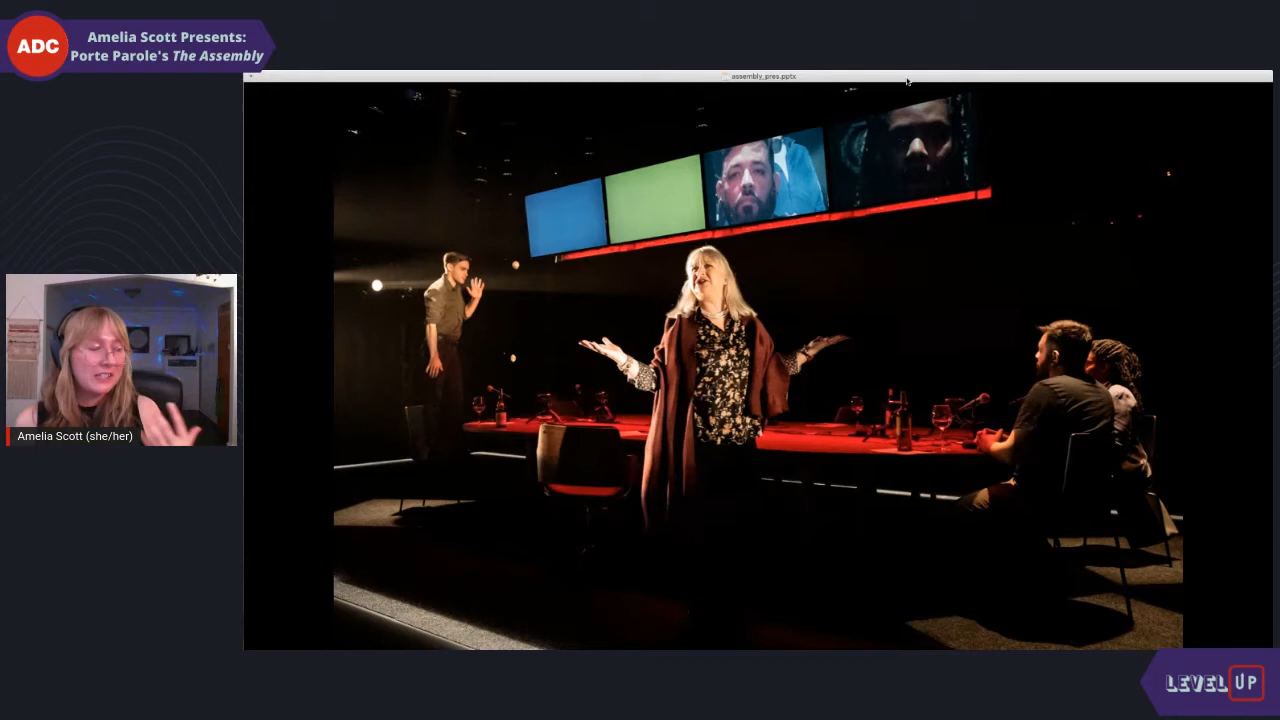 ADC
Amelia Scott Presents:
Porte Parole's The Assembly
assembly_pres.pptx
Amelia Scott (she/her)
LEVEL UP